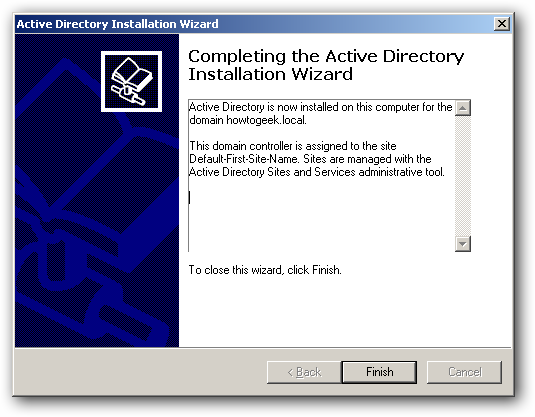 Active Directory Installation Wizard
Completing the Active Directory
Installation Wizard
Active Directory is now installed on this computer for the
domain howtogeek.local.
This domain controller is assigned to the site
Default-First-Site-Name. Sites are managed with the
Active Directory Sites and Services administrative tool.
To close this wizard, click Finish.
< Back
Finish
Cancel